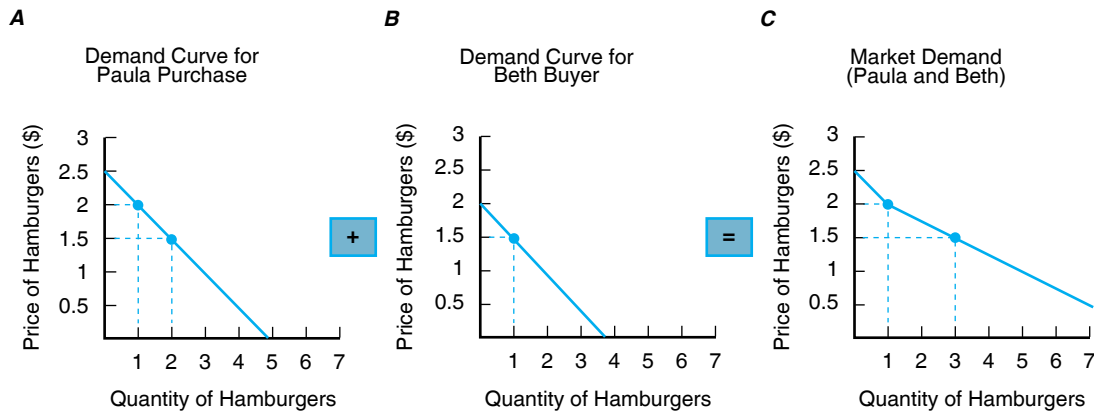 A
Demand Curve for
Paula Purchase
Price of Hamburgers ($)
3
2.5
2
1.5
1
0.5
1 2 3 4 5 6 7
Quantity of Hamburgers
+
B
Demand Curve for
Beth Buyer
Price of Hamburgers ($)
3
2.5
2
1.5
1
0.5
1 2 3 4 5 6 7
Quantity of Hamburgers
=
C
Market Demand
(Paula and Beth)
Price of Hamburgers ($)
3
2.5
2
1.5
1
0.5
1 2 3 4 5 6 7
Quantity of Hamburgers